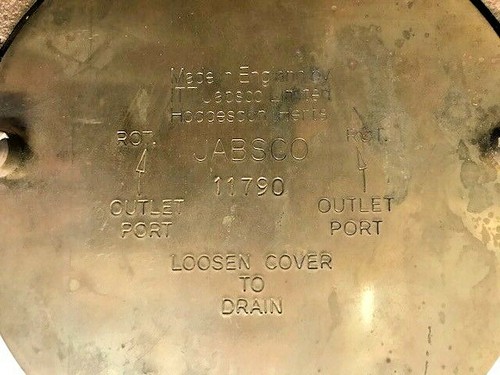 Made in England By
ITT Jabsco Limited
Hoddesdon Herts
ROT.
ROT.
JABSCO
11790
OUTLET
PORT
OUTLET
PORT
LOOSEN COVER
TO
DRAIN